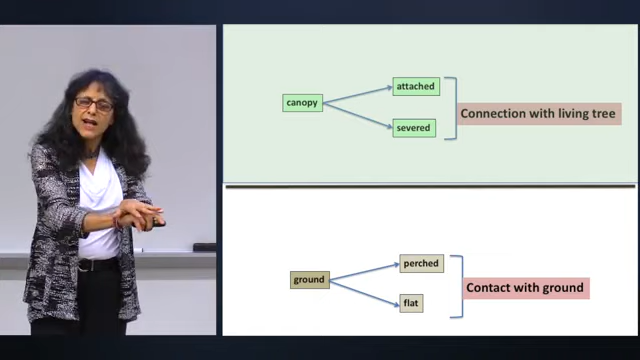 canopy
attached
severed
Connection with living tree
ground
perched
flat
Contact with ground